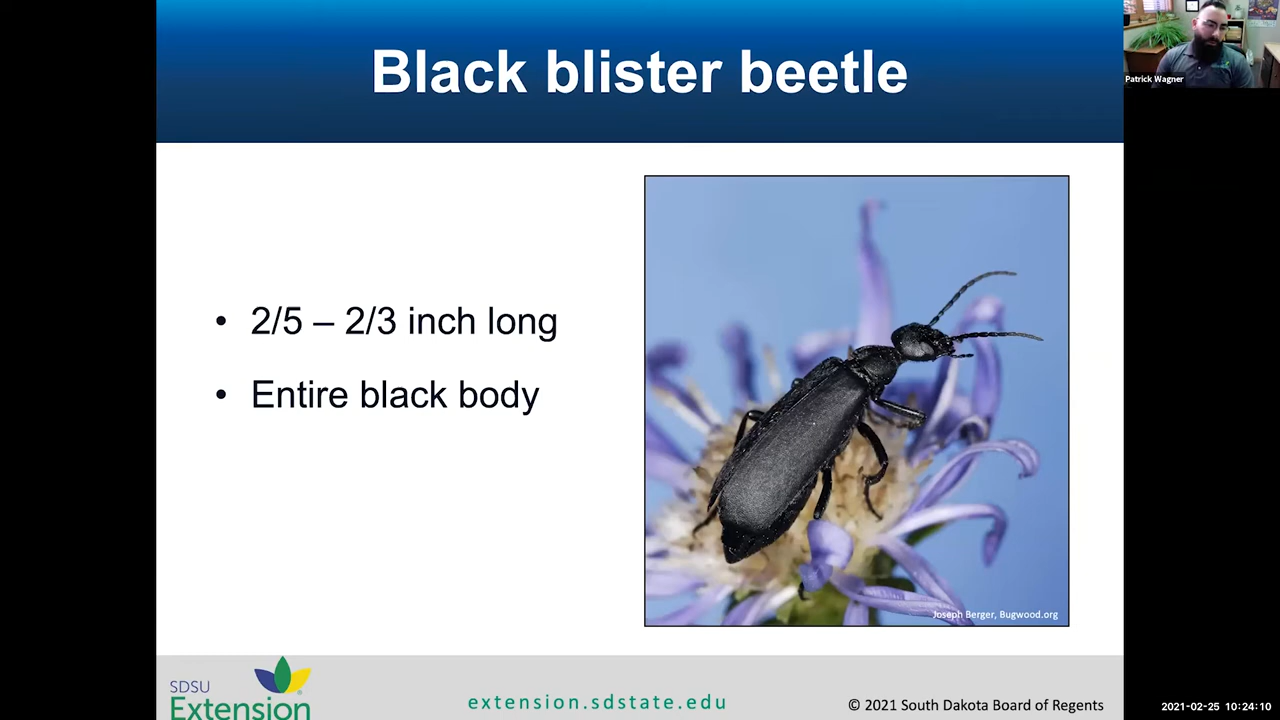 Black blister beetle
Patrick Wagner
• 2/5 – 2/3 inch long
• Entire black body
Joseph Berger, Bugwood.org
SDSU
Extension
extension.sdstate.edu
© 2021 South Dakota Board of Regents
2021-02-25 10:24:10